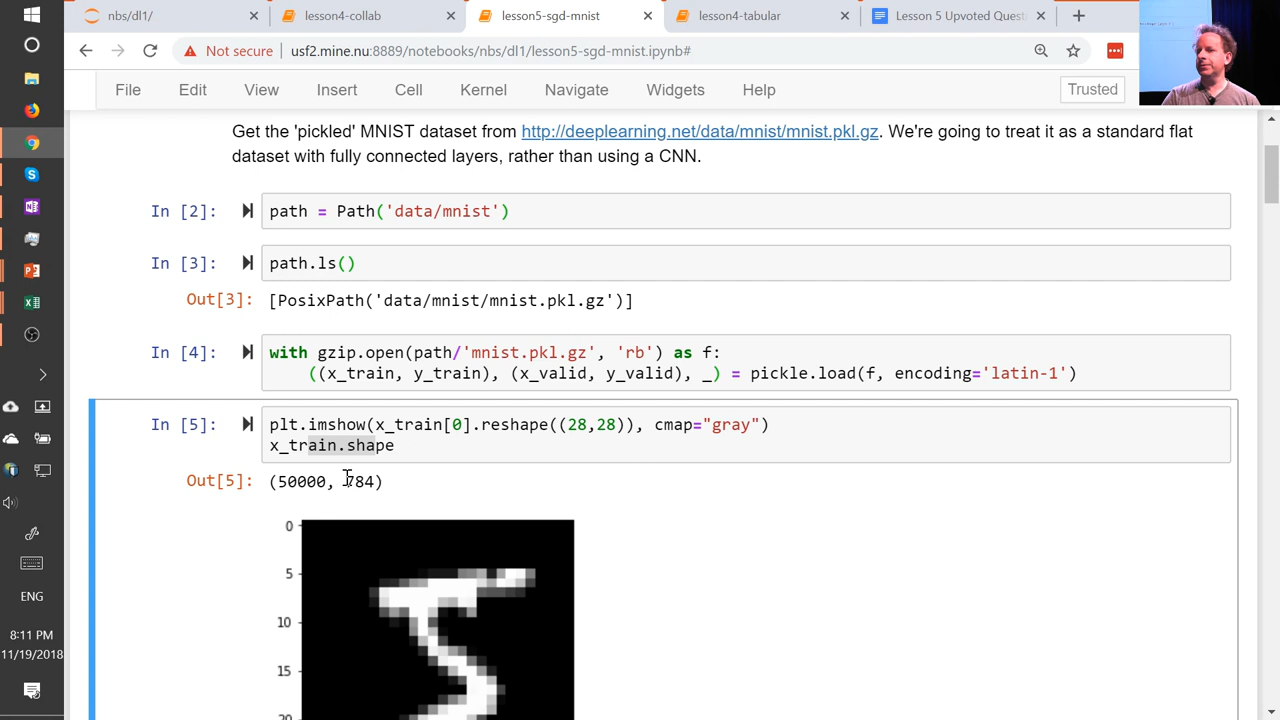 nbs/dl1/
lesson4-collab
lesson5-sgd-mnist
lesson4-tabular
Lesson 5 Upvoted Quest
Not secure | usf2.mine.nu:8889/notebooks/nbs/dl1/lesson5-sgd-mnist.ipynb#
File Edit View Insert Cell Kernel Navigate Widgets Help Trusted
Get the 'pickled' MNIST dataset from http://deeplearning.net/data/mnist/mnist.pkl.gz. We're going to treat it as a standard flat
dataset with fully connected layers, rather than using a CNN.
In [2]: path = Path('data/mnist')
In [3]: path.ls()
Out[3]: [PosixPath('data/mnist/mnist.pkl.gz')]
In [4]: with gzip.open(path/'mnist.pkl.gz', 'rb') as f:
((x_train, y_train), (x_valid, y_valid), _) = pickle.load(f, encoding='latin-1')
In [5]: plt.imshow(x_train[0].reshape((28,28)), cmap="gray")
x_train.shape
Out[5]: (50000, 784)
0
5
10
15
20
ENG
8:11 PM
11/19/2018